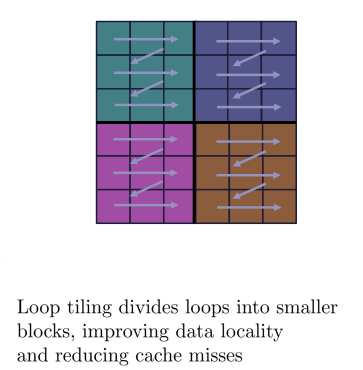 Loop tiling divides loops into smaller
blocks, improving data locality
and reducing cache misses